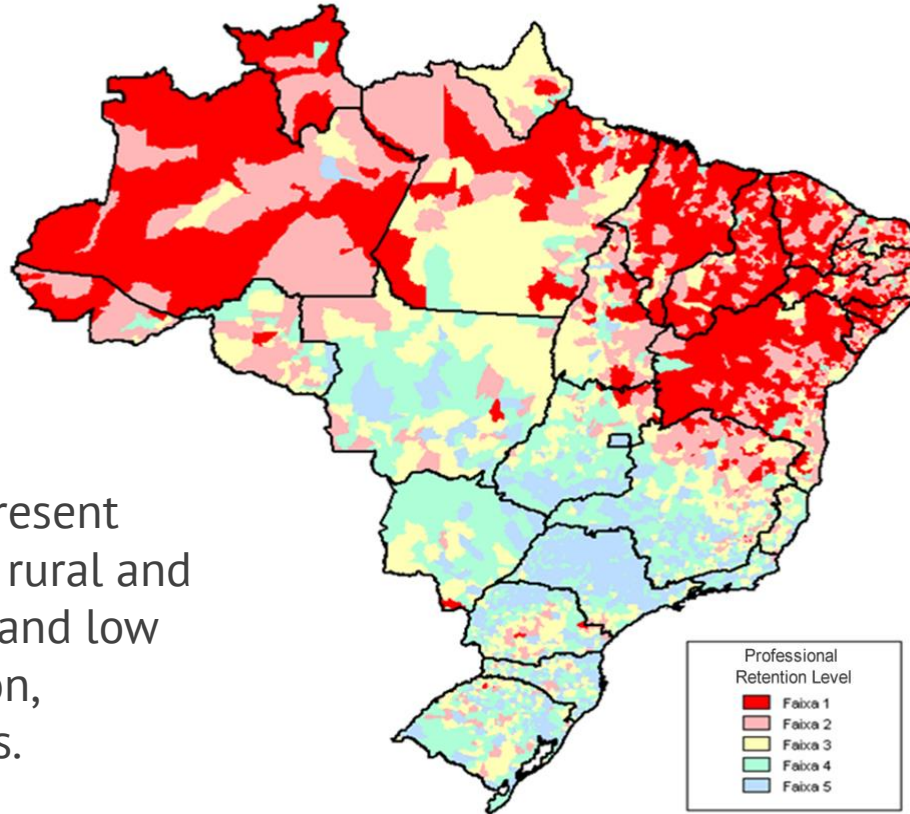 resent
rural and
and low
on,
s.
Professional
Retention Level
Faixa 1
Faixa 2
Faixa 3
Faixa 4
Faixa 5